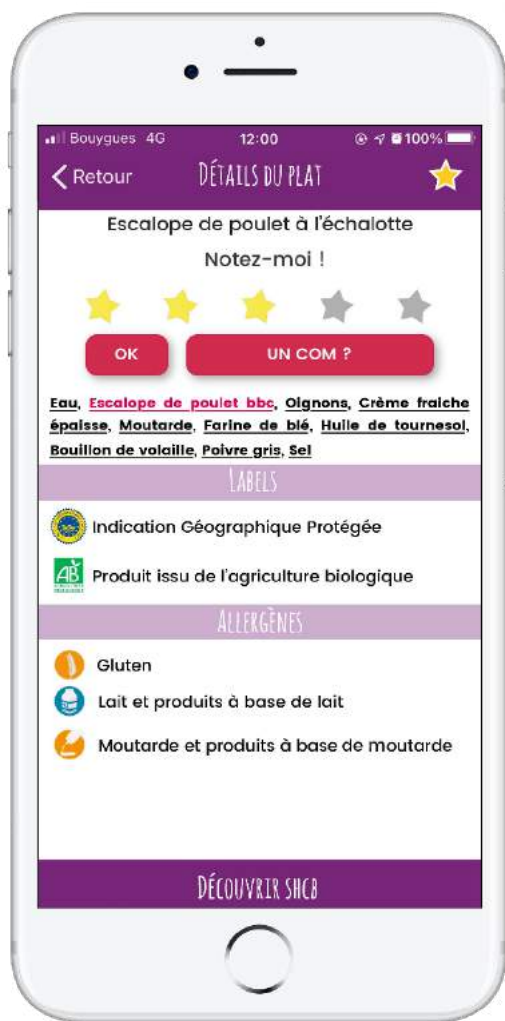 Bouygues 4G 12:00 100%
Retour DÉTAILS DU PLAT
Escalope de poulet à l'échalotte
Notez-moi !
OK UN COM ?
Eau, Escalope de poulet bbc, Oignons, Crème fraiche
épaisse, Moutarde, Farine de blé, Huile de tournesol,
Bouillon de volaille, Poivre gris, Sel
LABELS
Indication Géographique Protégée
AB
Produit issu de l'agriculture biologique
ALLERGÈNES
Gluten
Lait et produits à base de lait
Moutarde et produits à base de moutarde
DÉCOUVRIR SHCB